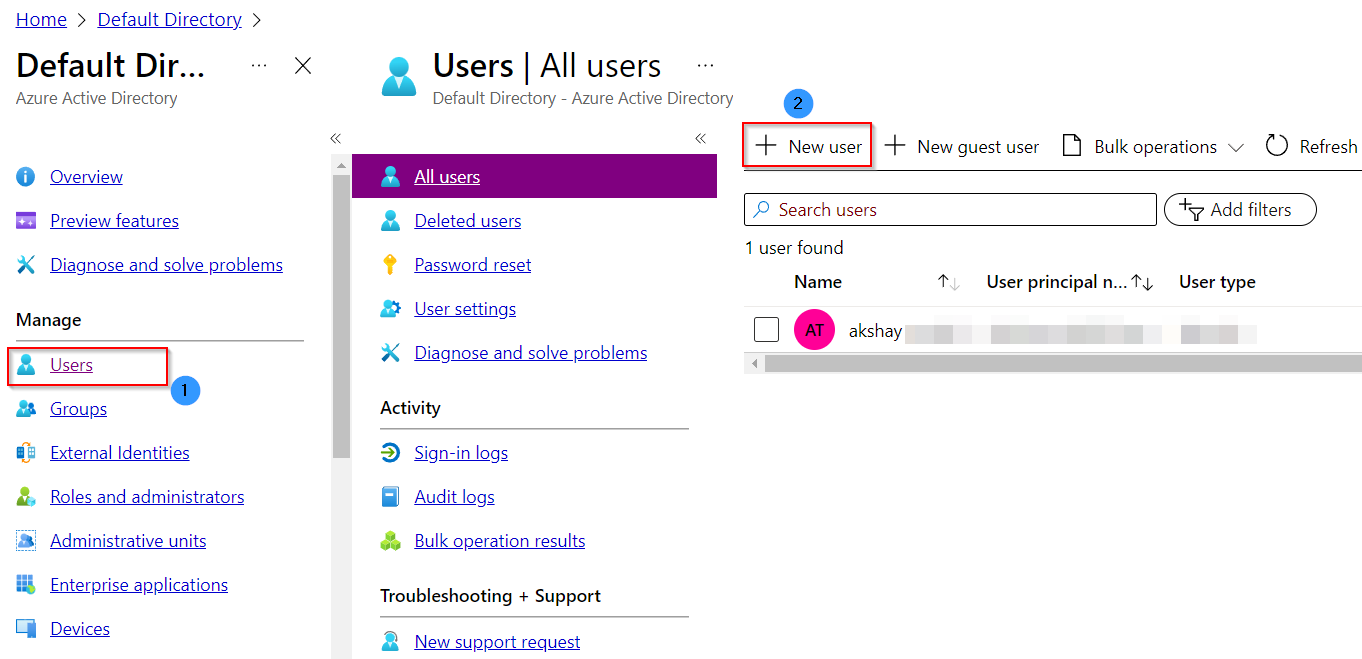 Home > Default Directory >
Default Dir... ...
Azure Active Directory
«
Overview
Preview features
Diagnose and solve problems
Manage
Users
1
Groups
External Identities
Roles and administrators
Administrative units
Enterprise applications
Devices
Users | All users ...
Default Directory - Azure Active Directory
«
All users
Deleted users
Password reset
User settings
Diagnose and solve problems
Activity
Sign-in logs
Audit logs
Bulk operation results
Troubleshooting + Support
New support request
2
+ New user + New guest user Bulk operations Refresh
Search users Add filters
1 user found
Name User principal n... User type
AT akshay